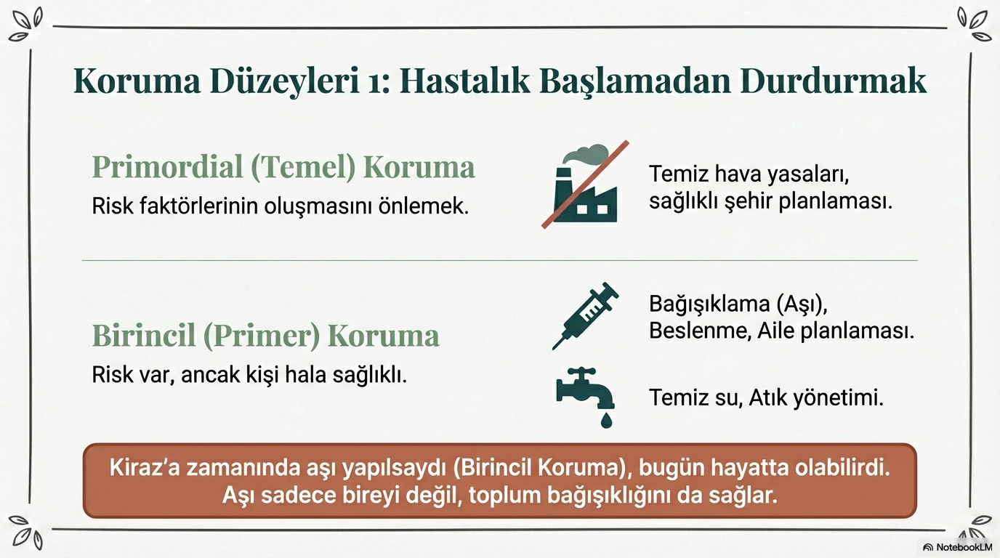 Koruma Düzeyleri 1: Hastalık Başlamadan Durdurmak
Primordial (Temel) Koruma
Risk faktörlerinin oluşmasını önlemek.
Temiz hava yasaları,
sağlıklı şehir planlaması.
Birincil (Primer) Koruma
Risk var, ancak kişi hala sağlıklı.
Bağışıklama (Aşı),
Beslenme, Aile planlaması.
Temiz su, Atık yönetimi.
Kiraz'a zamanında aşı yapılsaydı (Birincil Koruma), bugün hayatta olabilirdi.
Aşı sadece bireyi değil, toplum bağışıklığını da sağlar.
NotebookLM